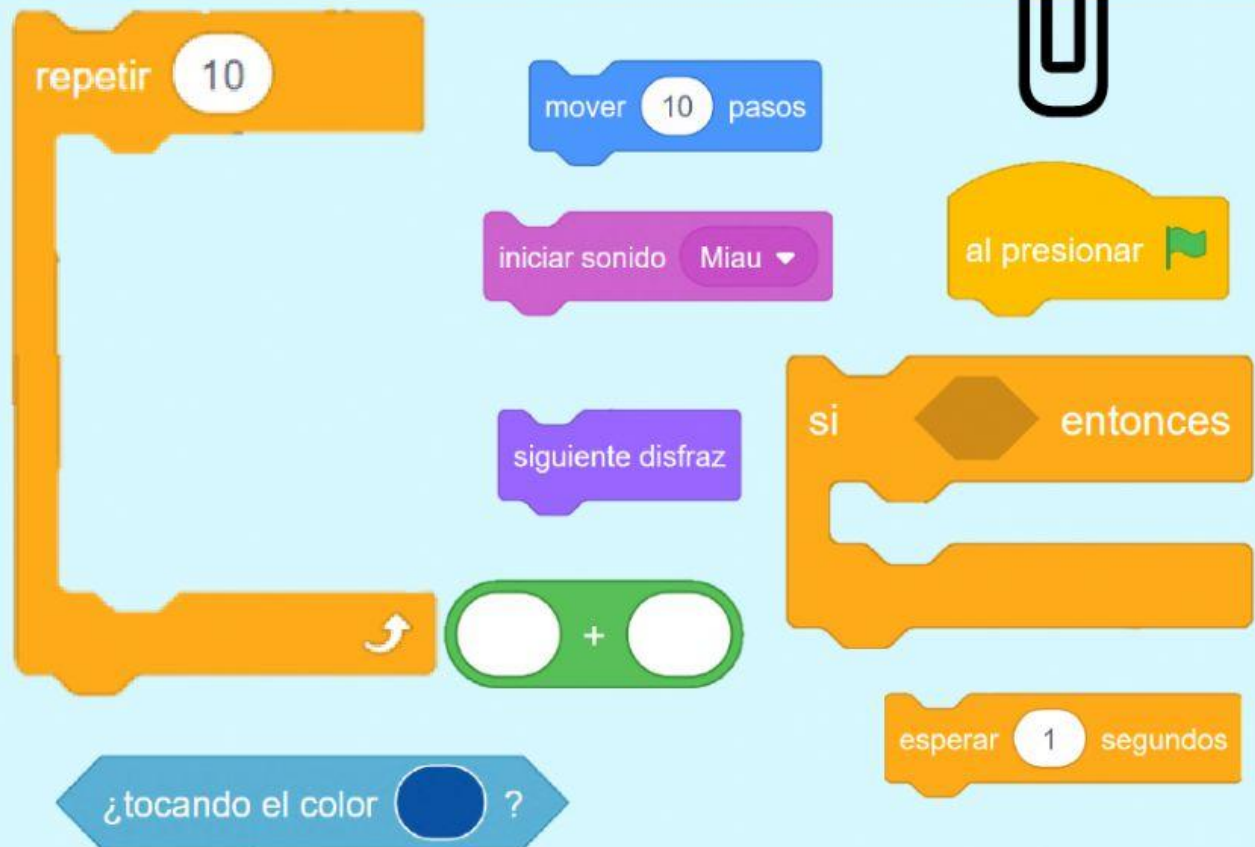 repetir 10
mover 10 pasos
iniciar sonido Miau
al presionar
si entonces
siguiente disfraz
+
esperar 1 segundos
¿tocando el color ?